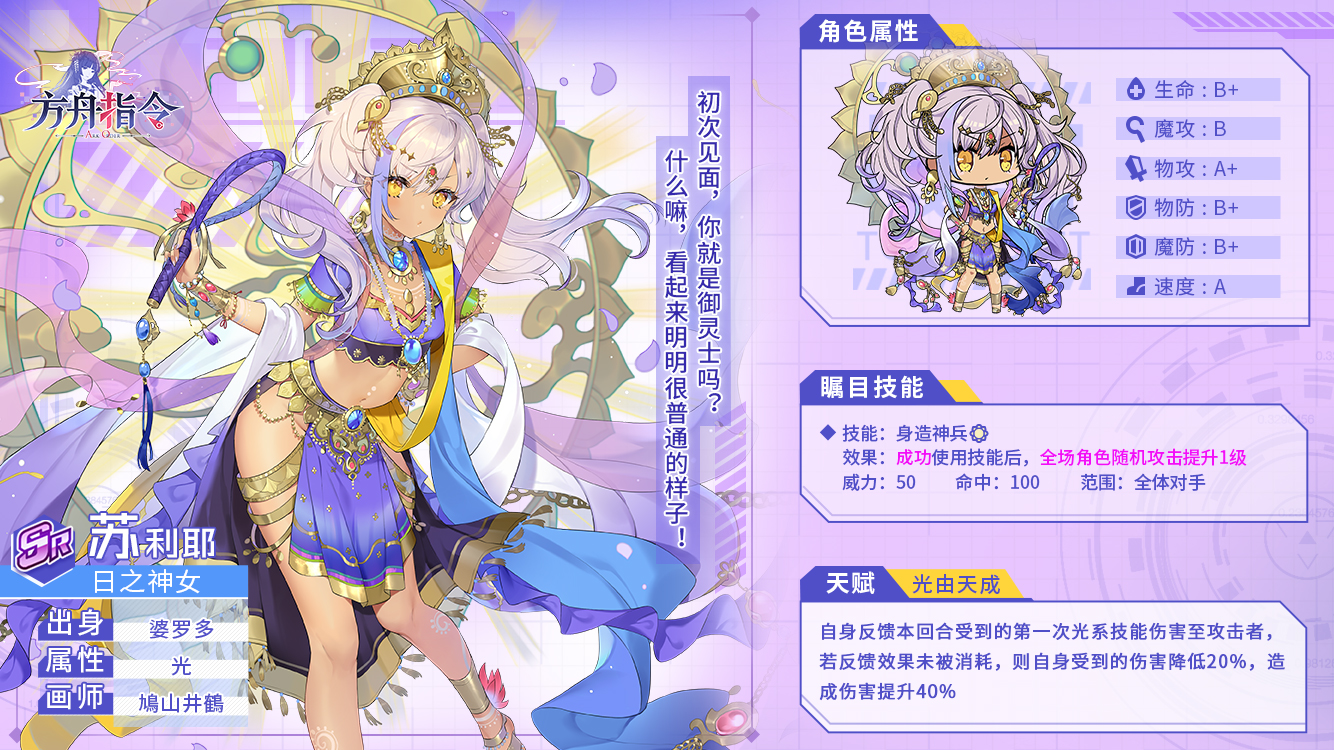 方舟指令
ARK ORDER
初次见面，你就是御灵士吗？
什么嘛，看起来明明很普通的样子！
SR
苏利耶
日之神女
出身 婆罗多
属性 光
画师 鳩山井鶴
角色属性
生命：B+
魔攻：B
物攻：A+
物防：B+
魔防：B+
速度：A
瞩目技能
技能：身造神兵
效果：成功使用技能后，全场角色随机攻击提升1级
威力：50 命中：100 范围：全体对手
天赋 光由天成
自身反馈本回合受到的第一次光系技能伤害至攻击者，
若反馈效果未被消耗，则自身受到的伤害降低20%，造
成伤害提升40%